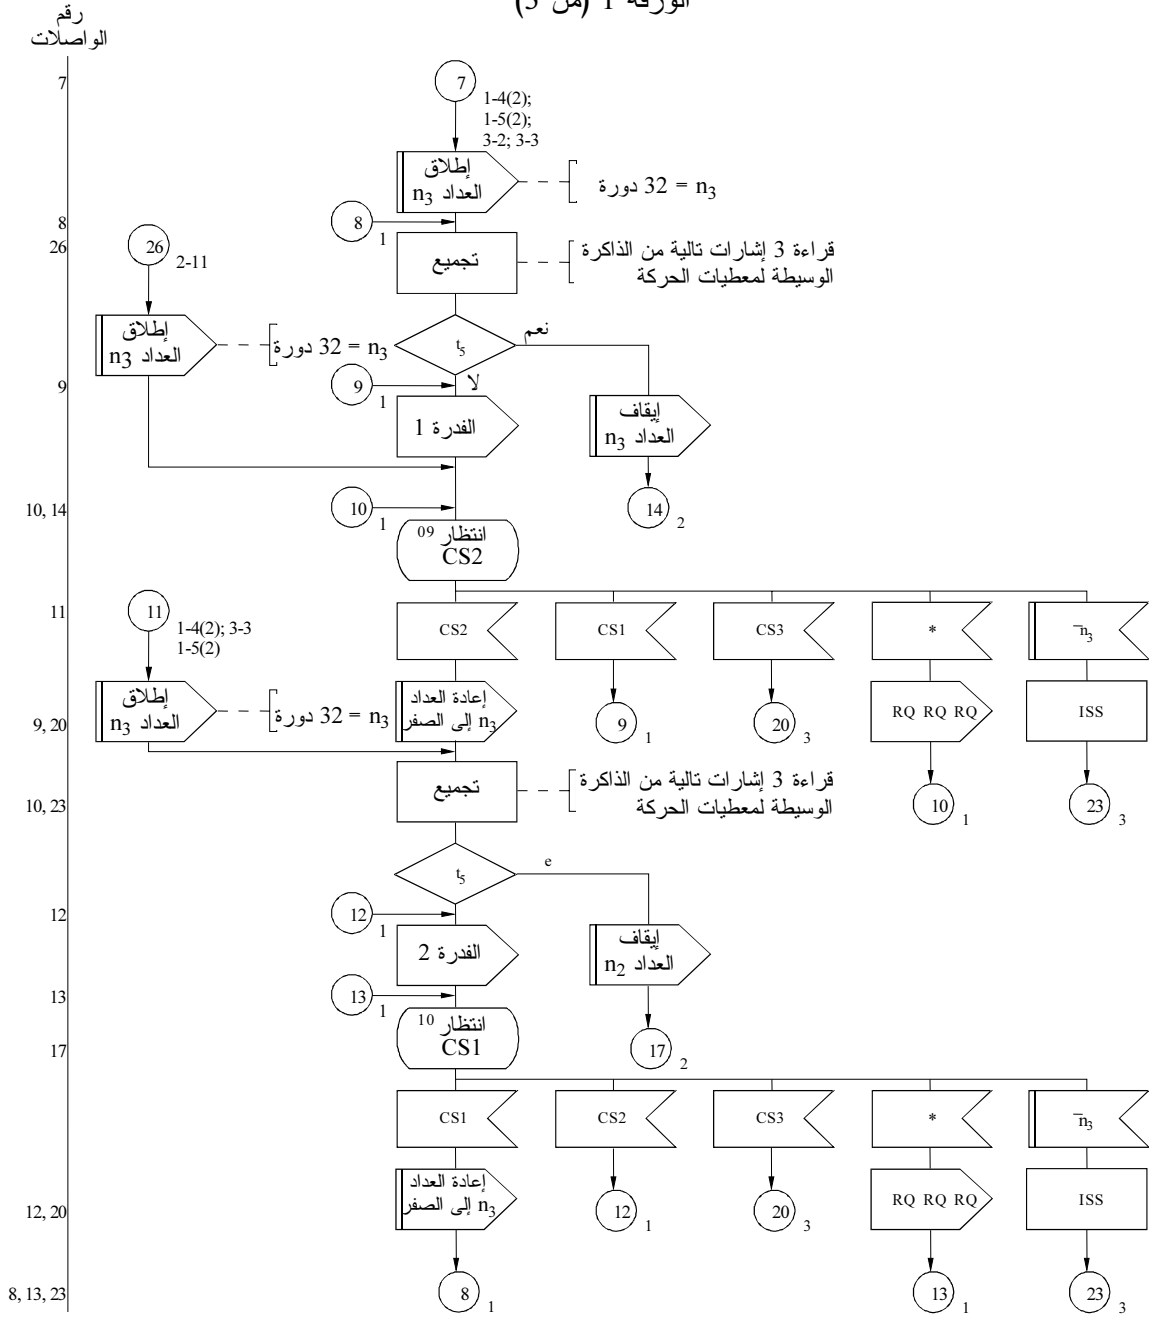 الورقة 1 (من 3)
رقم
الواصلات
7
7
1-4(2);
1-5(2);
3-2; 3-3
إطلاق
العداد n3
n3 = 32 دورة
8
8
1
26
26
2-11
تجميع
قراءة 3 إشارات تالية من الذاكرة
الوسيطة لمعطيات الحركة
إطلاق
العداد n3
n3 = 32 دورة
t5
نعم
لا
9
9
1
الفدرة 1
إيقاف
العداد n3
10, 14
10
1
14
2
انتظار 09
CS2
11
11
1-4(2); 3-3
1-5(2)
CS2
CS1
CS3
*
n̅3
إطلاق
العداد n3
n3 = 32 دورة
إعادة العداد
n3 إلى الصفر
9
1
20
3
RQ RQ RQ
ISS
9, 20
تجميع
قراءة 3 إشارات تالية من الذاكرة
الوسيطة لمعطيات الحركة
10, 23
10
1
23
3
t5
e
12
12
1
الفدرة 2
إيقاف
العداد n2
13
13
1
انتظار 10
CS1
17
17
2
CS1
CS2
CS3
*
n̅3
إعادة العداد
n3 إلى الصفر
12
1
20
3
RQ RQ RQ
ISS
12, 20
8, 13, 23
8
1
13
1
23
3